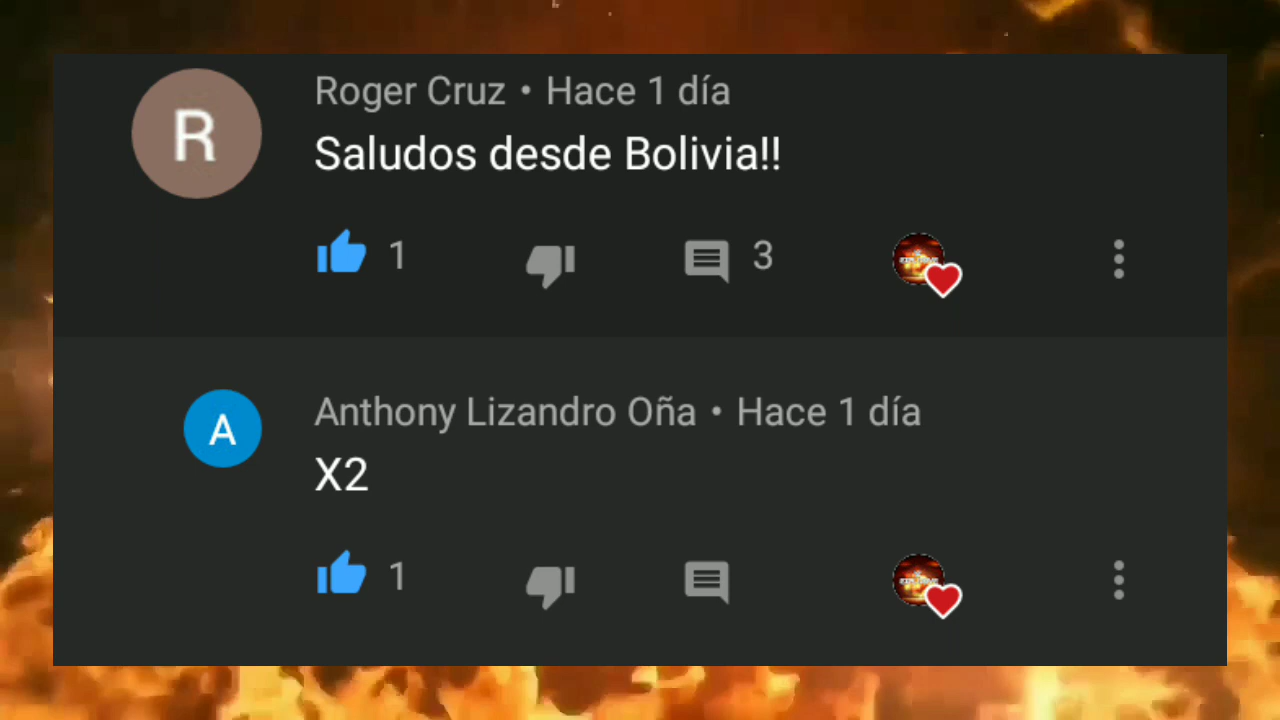 R
Roger Cruz • Hace 1 día
Saludos desde Bolivia!!
1
3
A
Anthony Lizandro Oña • Hace 1 día
X2
1